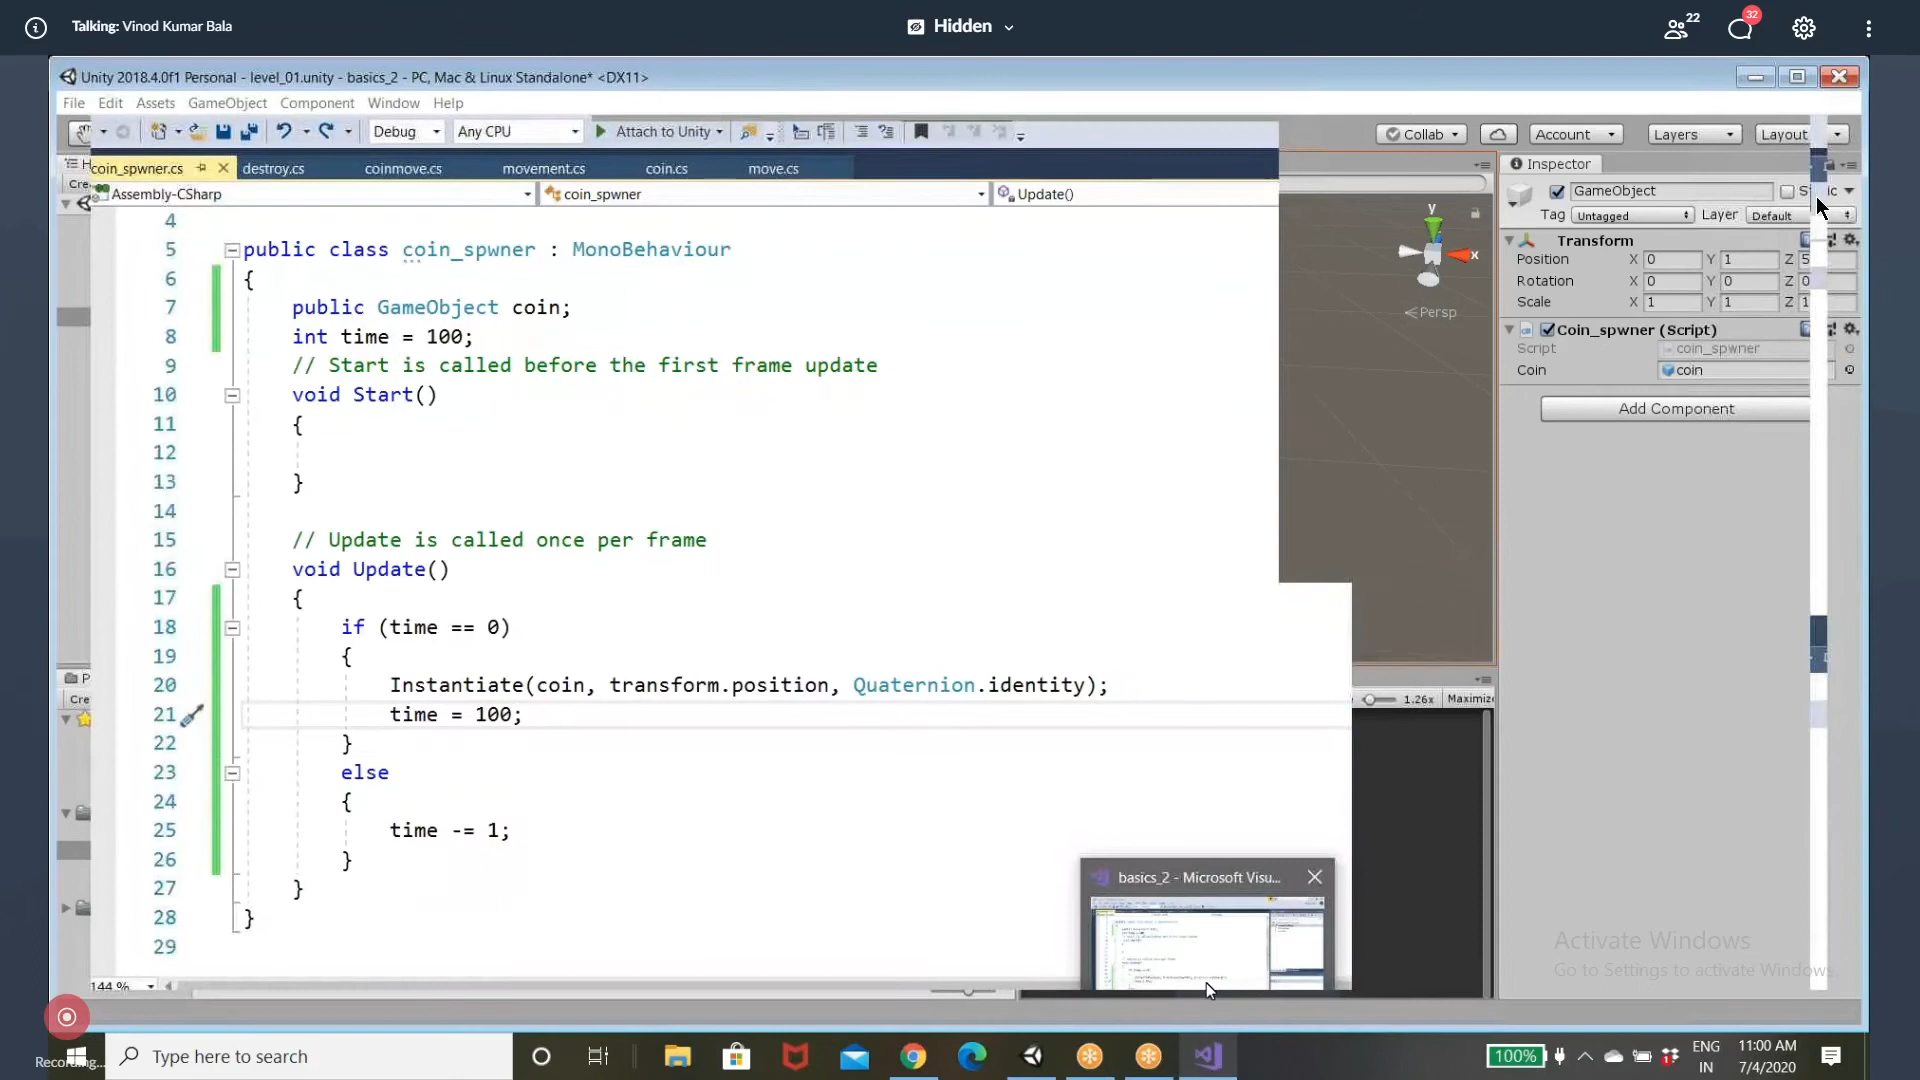 Talking: Vinod Kumar Bala
Hidden
22
32
Unity 2018.4.0f1 Personal - level_01.unity - basics_2 - PC, Mac & Linux Standalone* <DX11>
File Edit Assets GameObject Component Window Help
Debug Any CPU Attach to Unity
Collab Account Layers Layout
coin_spwner.cs destroy.cs coinmove.cs movement.cs coin.cs move.cs
Assembly-CSharp coin_spwner Update()
4
5 public class coin_spwner : MonoBehaviour
6 {
7 public GameObject coin;
8 int time = 100;
9 // Start is called before the first frame update
10 void Start()
11 {
12
13 }
14
15 // Update is called once per frame
16 void Update()
17 {
18 if (time == 0)
19 {
20 Instantiate(coin, transform.position, Quaternion.identity);
21 time = 100;
22 }
23 else
24 {
25 time -= 1;
26 }
27 }
28 }
29
144 %
y
x
Persp
1.26x Maximiz
Inspector
GameObject
Tag Untagged Layer Default
Transform
Position X 0 Y 1 Z 5
Rotation X 0 Y 0 Z 0
Scale X 1 Y 1 Z 1
Coin_spwner (Script)
Script coin_spwner
Coin coin
Add Component
basics_2 - Microsoft Visu...
Activate Windows
Go to Settings to activate Windows
Recording...
Type here to search
100%
ENG
IN
11:00 AM
7/4/2020